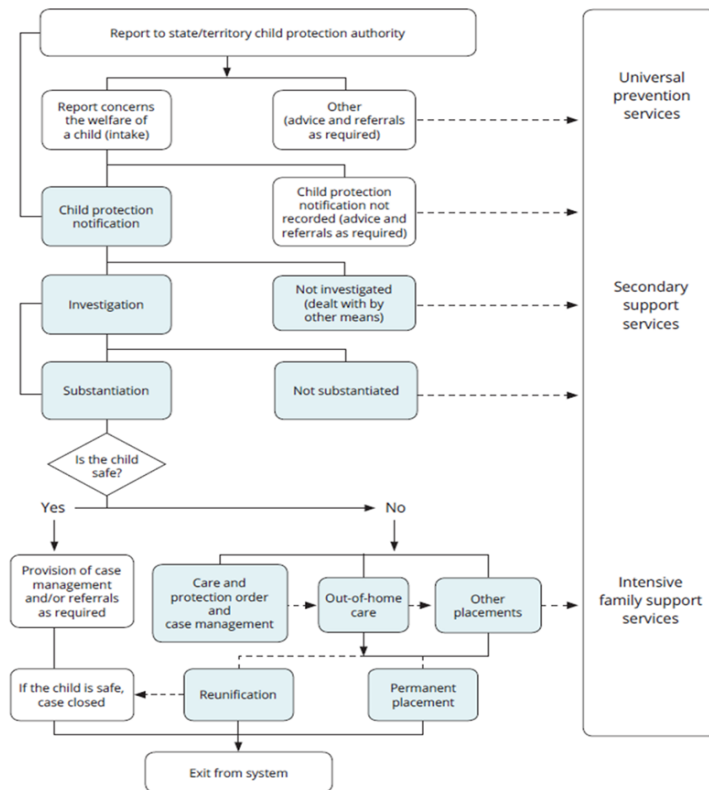 Report to state/territory child protection authority
Report concerns
the welfare of
a child (intake)
Other
(advice and referrals
as required)
Universal
prevention
services
Child protection
notification
Child protection
notification not
recorded (advice and
referrals as required)
Investigation
Not investigated
(dealt with by
other means)
Secondary
support
services
Substantiation
Not substantiated
Is the child
safe?
Yes
No
Provision of case
management
and/or referrals
as required
Care and
protection order
and
case management
Out-of-home
care
Other
placements
Intensive
family support
services
If the child is safe,
case closed
Reunification
Permanent
placement
Exit from system